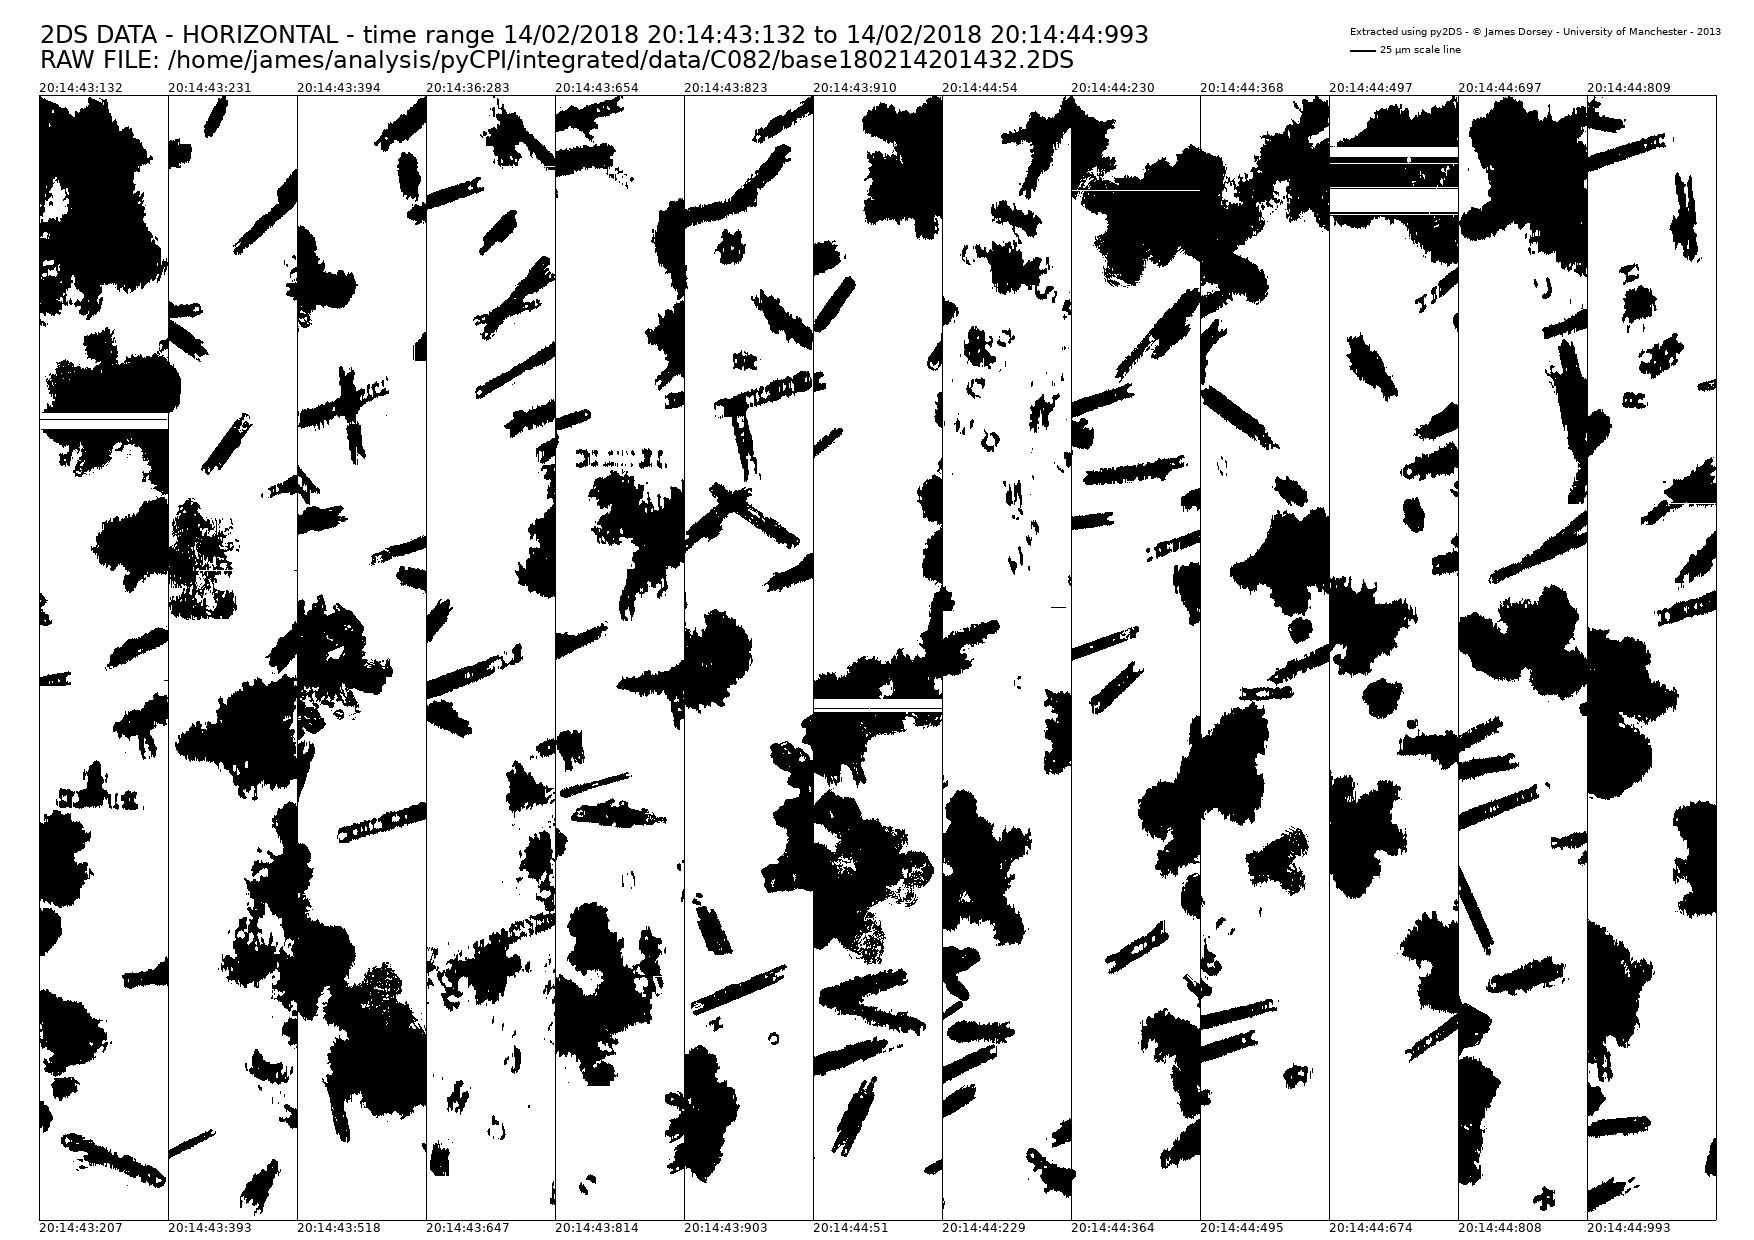 2DS DATA - HORIZONTAL - time range 14/02/2018 20:14:43:132 to 14/02/2018 20:14:44:993
RAW FILE: /home/james/analysis/pyCPI/integrated/data/C082/base180214201432.2DS
Extracted using py2DS - © James Dorsey - University of Manchester - 2013
25 µm scale line
20:14:43:132 20:14:43:231 20:14:43:394 20:14:36:283 20:14:43:654 20:14:43:823 20:14:43:910 20:14:44:54 20:14:44:230 20:14:44:368 20:14:44:497 20:14:44:697 20:14:44:809
20:14:43:207 20:14:43:393 20:14:43:518 20:14:43:647 20:14:43:814 20:14:43:903 20:14:44:51 20:14:44:229 20:14:44:364 20:14:44:495 20:14:44:674 20:14:44:808 20:14:44:993